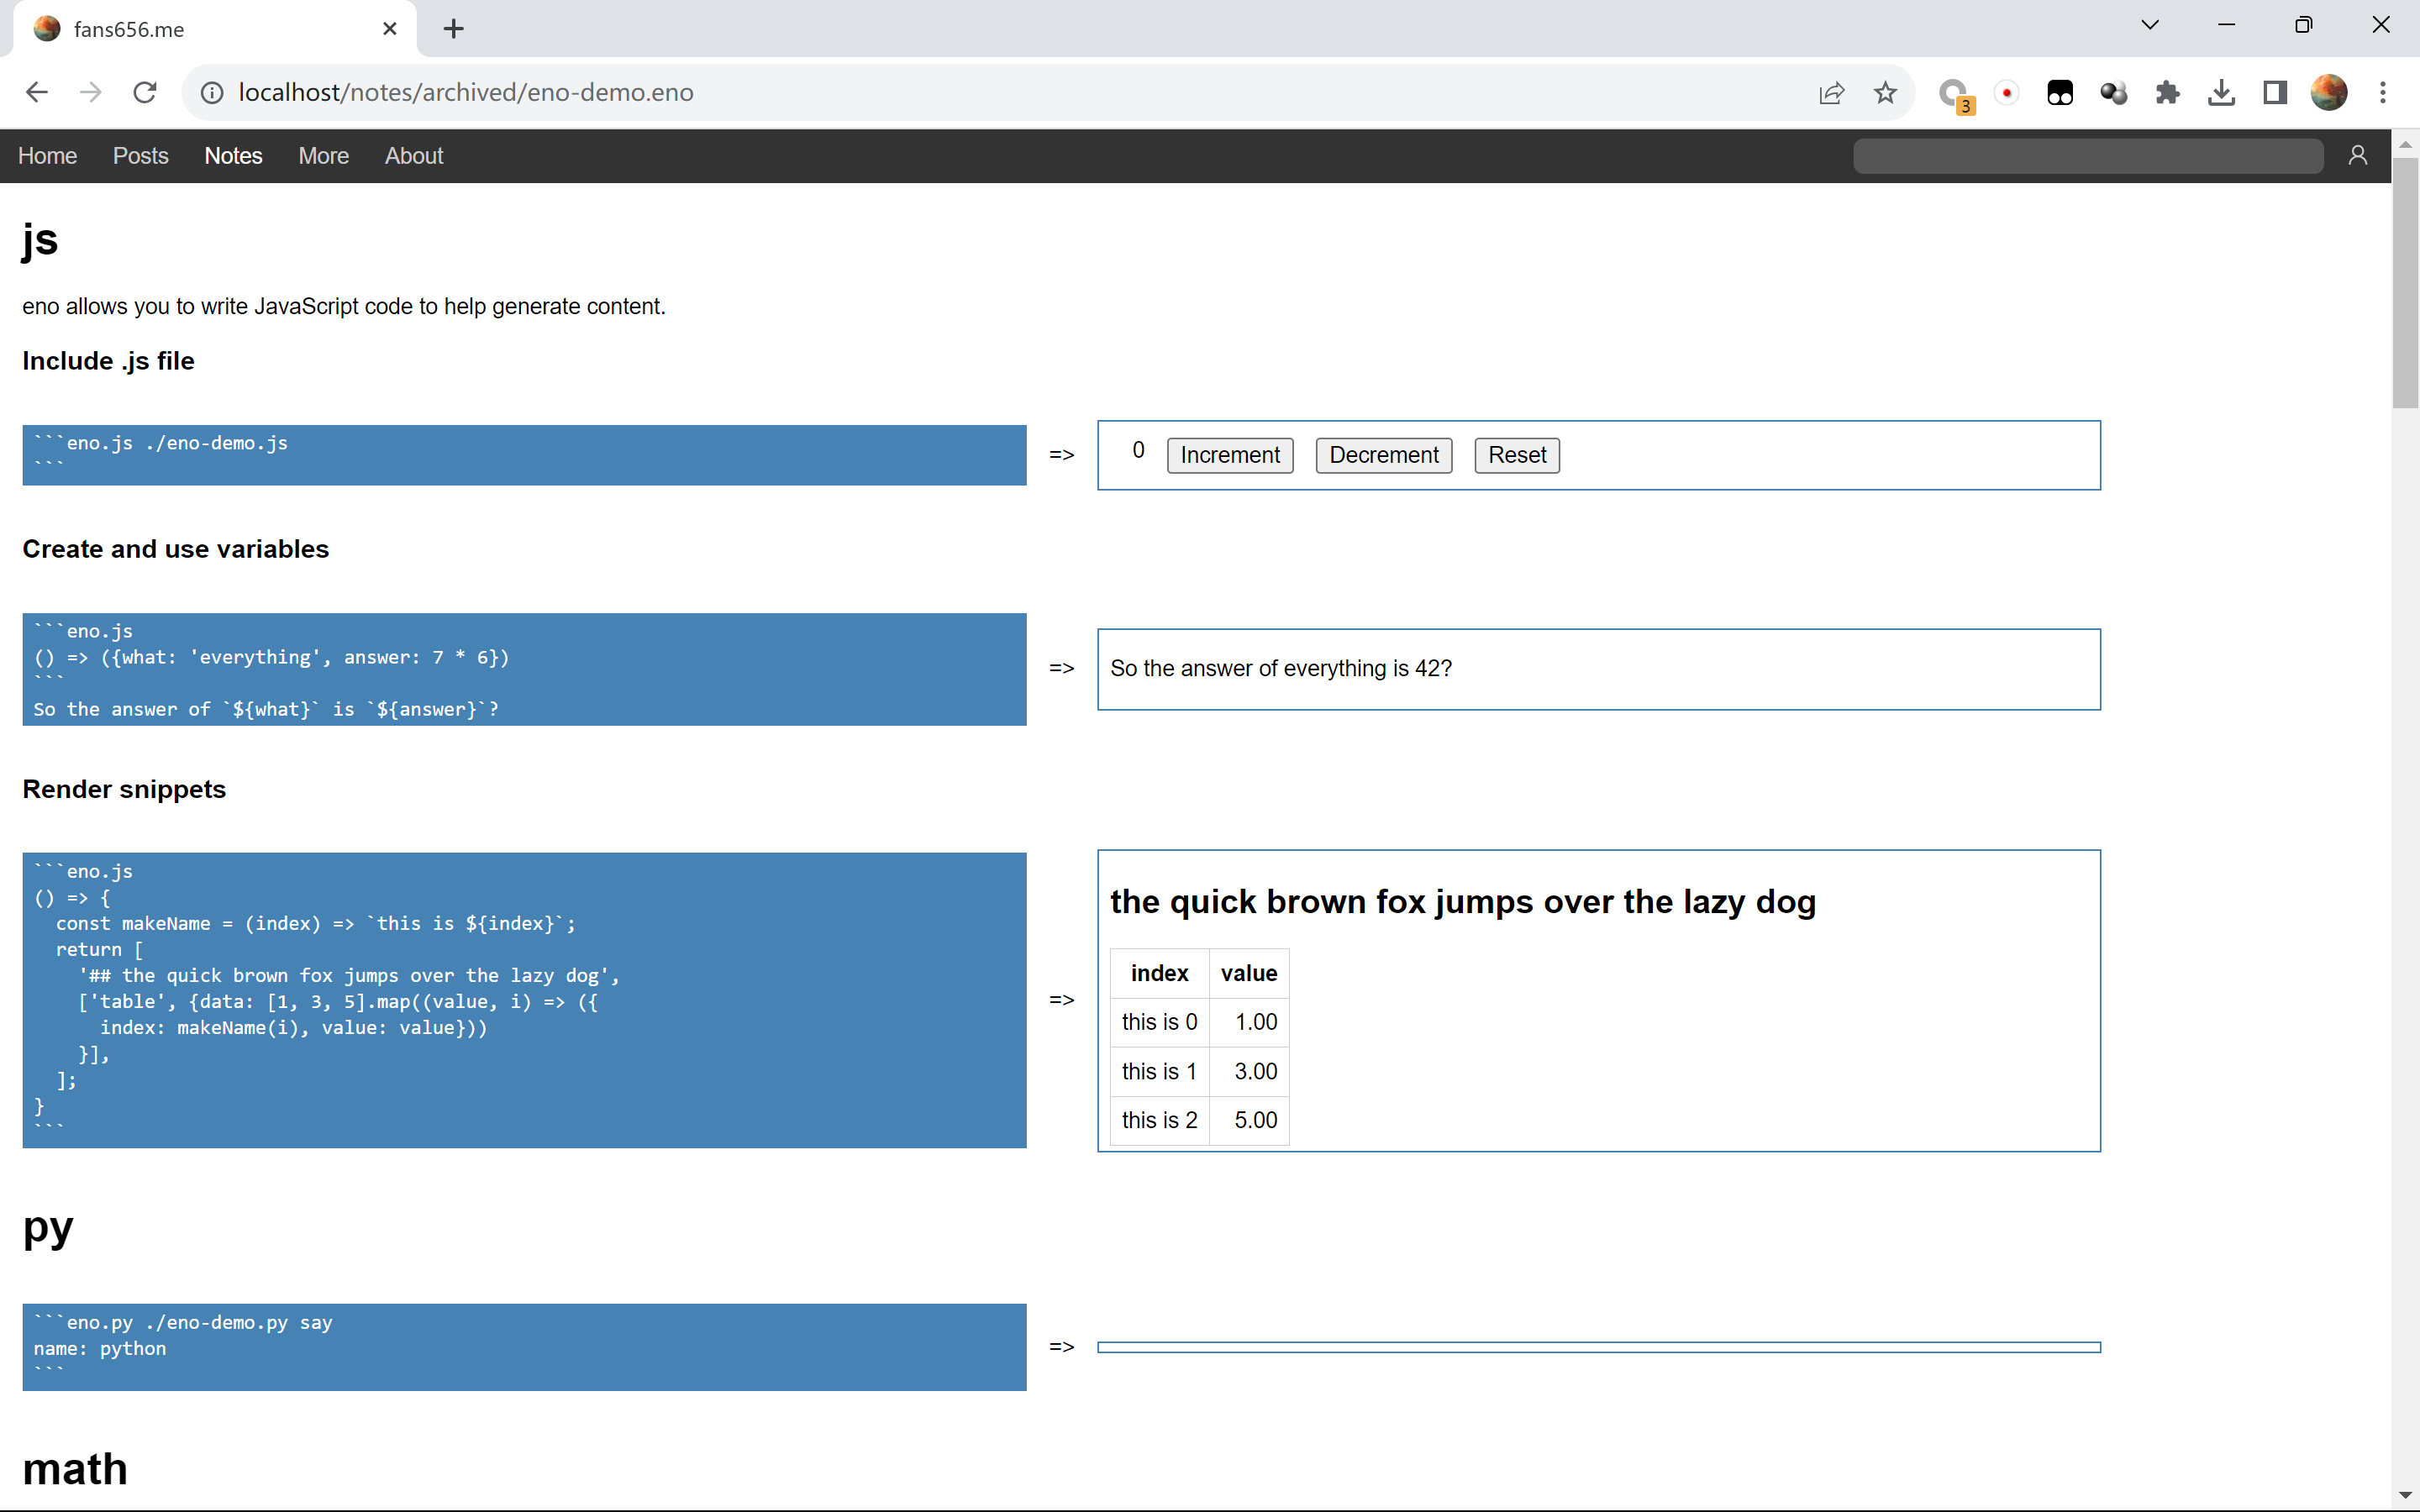 fans656.me
localhost/notes/archived/eno-demo.eno
3
Home Posts Notes More About
js
eno allows you to write JavaScript code to help generate content.
Include .js file
```eno.js ./eno-demo.js
```
=>
0 Increment Decrement Reset
Create and use variables
```eno.js
() => ({what: 'everything', answer: 7 * 6})
```
So the answer of `${what}` is `${answer}`?
=>
So the answer of everything is 42?
Render snippets
```eno.js
() => {
  const makeName = (index) => `this is ${index}`;
  return [
    '## the quick brown fox jumps over the lazy dog',
    ['table', {data: [1, 3, 5].map((value, i) => ({
      index: makeName(i), value: value}))
    }],
  ];
}
```
=>
the quick brown fox jumps over the lazy dog
index value
this is 0 1.00
this is 1 3.00
this is 2 5.00
py
```eno.py ./eno-demo.py say
name: python
```
=>
math